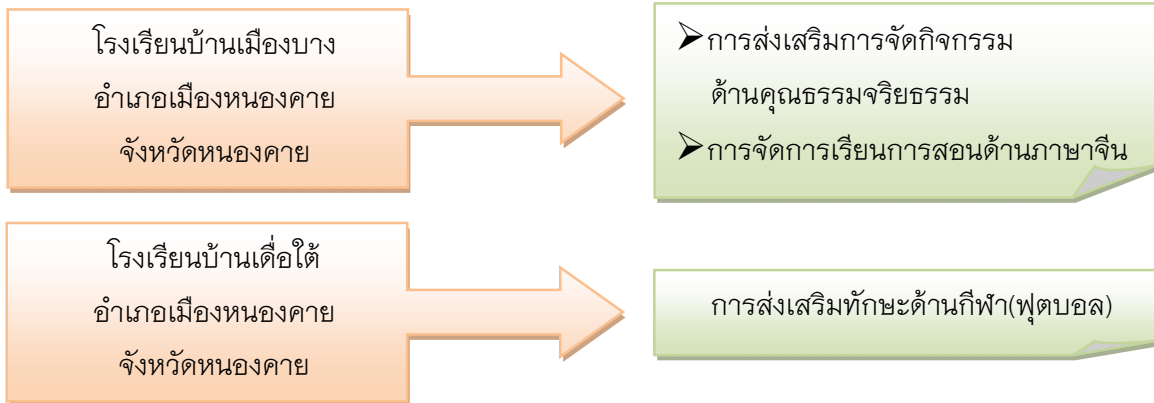 โรงเรียนบ้านเมืองบาง
อำเภอเมืองหนองคาย
จังหวัดหนองคาย
➢การส่งเสริมการจัดกิจกรรม
ด้านคุณธรรมจริยธรรม
➢การจัดการเรียนการสอนด้านภาษาจีน
โรงเรียนบ้านเดื่อใต้
อำเภอเมืองหนองคาย
จังหวัดหนองคาย
การส่งเสริมทักษะด้านกีฬา(ฟุตบอล)